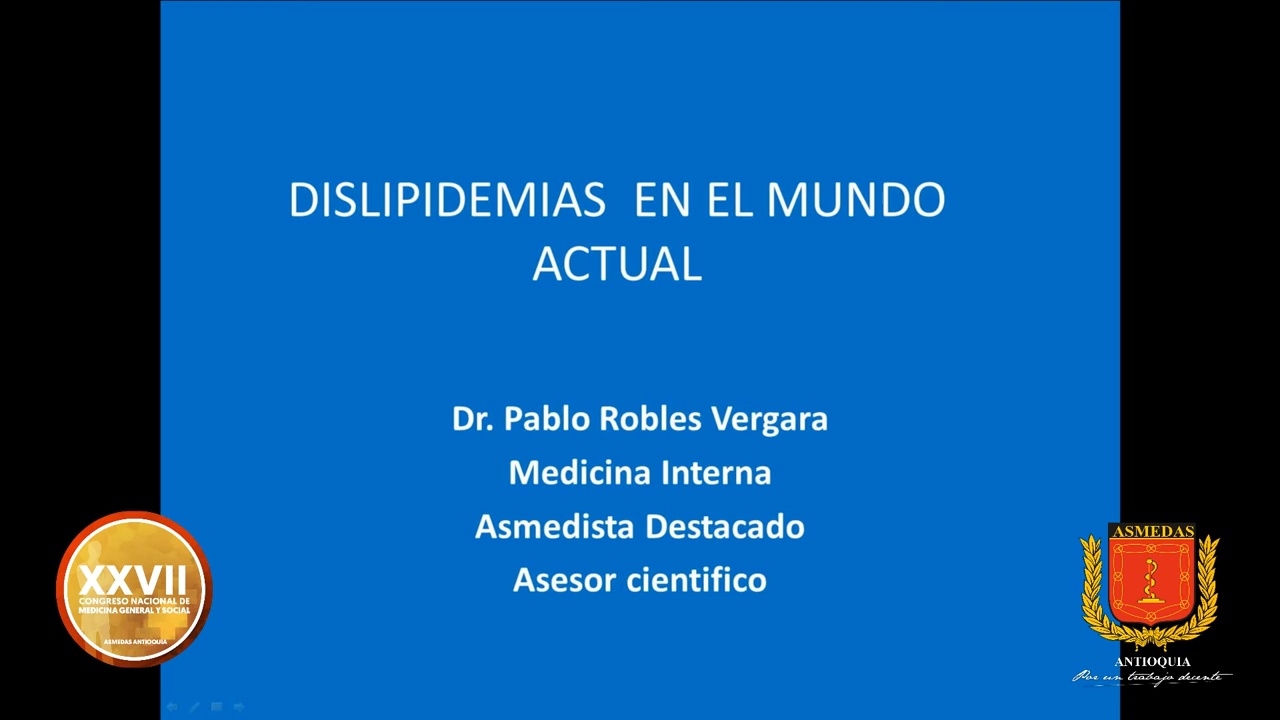 DISLIPIDEMIAS EN EL MUNDO
ACTUAL
Dr. Pablo Robles Vergara
Medicina Interna
Asmedista Destacado
Asesor cientifico
XXVII
CONGRESO NACIONAL DE
MEDICINA GENERAL Y SOCIAL
ASMEDAS ANTIOQUIA
ASMEDAS
ANTIOQUIA
Por un trabajo decente